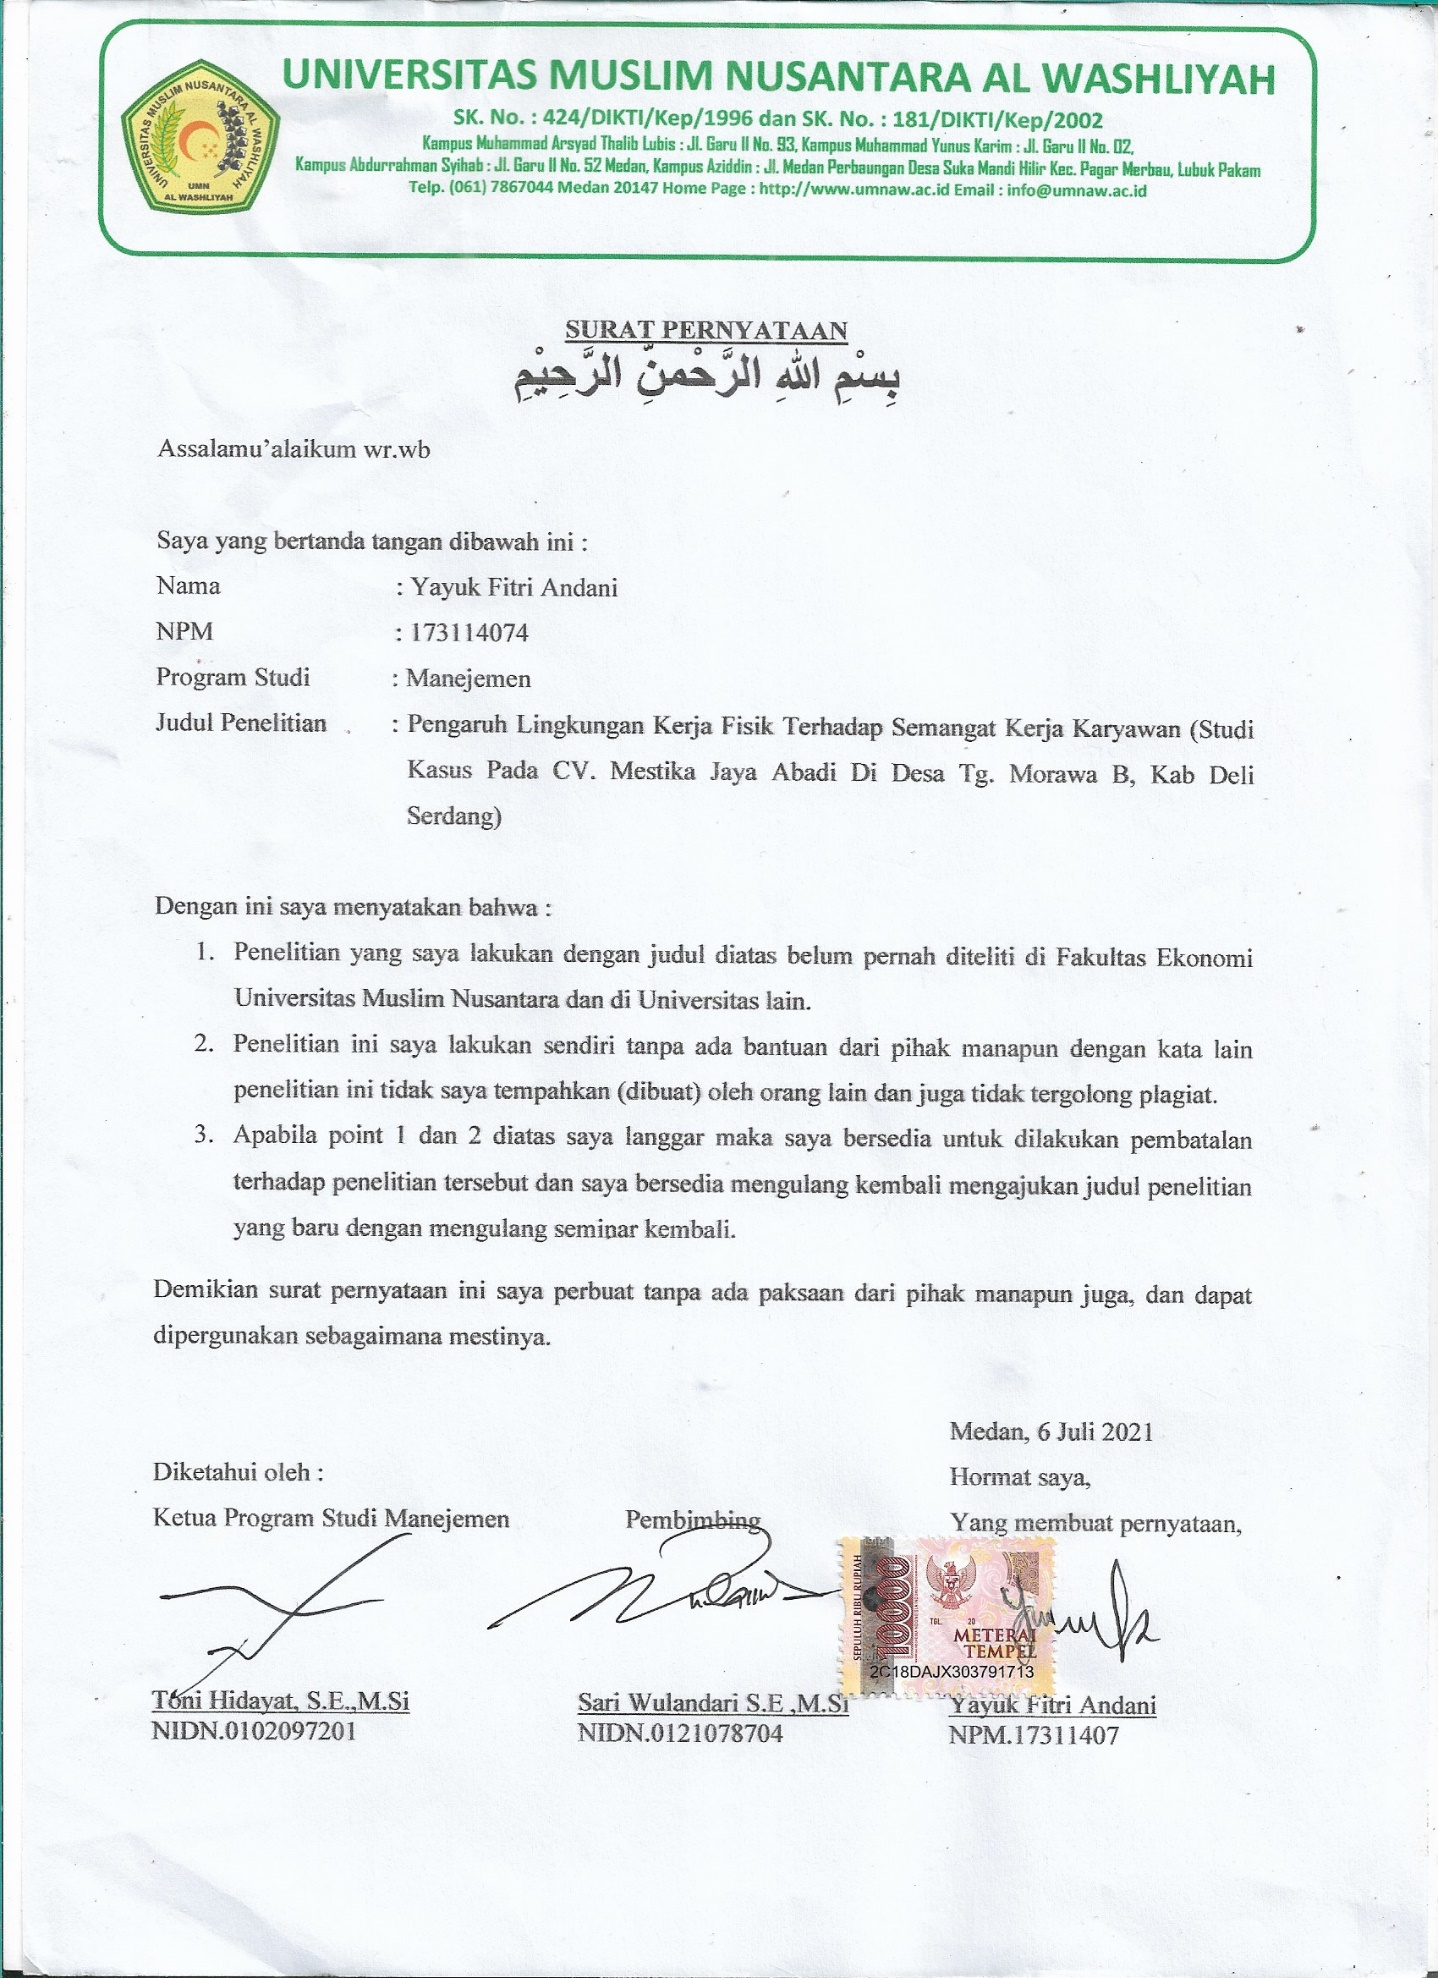 UNIVERSITAS MUSLIM NUSANTARA AL WASHLIYAH
SK. No. : 424/DIKTI/Kep/1996 dan SK. No. : 181/DIKTI/Kep/2002
Kampus Muhammad Arsyad Thalib Lubis : Jl. Garu II No. 93, Kampus Muhammad Yunus Karim : Jl. Garu II No. 02,
Kampus Abdurrahman Syihab : Jl. Garu II No. 52 Medan, Kampus Aziddin : Jl. Medan Perbaungan Desa Suka Mandi Hilir Kec. Pagar Merbau, Lubuk Pakam
Telp. (061) 7867044 Medan 20147 Home Page : http://www.umnaw.ac.id Email : info@umnaw.ac.id
UNIVERSITAS MUSLIM NUSANTARA AL WASHLIYAH
UMN
AL WASHLIYAH
SURAT PERNYATAAN
بِسْمِ اللهِ الرَّحْمنِّ الرَّحِيْمِ
Assalamu’alaikum wr.wb
Saya yang bertanda tangan dibawah ini :
Nama : Yayuk Fitri Andani
NPM : 173114074
Program Studi : Manejemen
Judul Penelitian : Pengaruh Lingkungan Kerja Fisik Terhadap Semangat Kerja Karyawan (Studi
Kasus Pada CV. Mestika Jaya Abadi Di Desa Tg. Morawa B, Kab Deli
Serdang)
Dengan ini saya menyatakan bahwa :
1. Penelitian yang saya lakukan dengan judul diatas belum pernah diteliti di Fakultas Ekonomi
Universitas Muslim Nusantara dan di Universitas lain.
2. Penelitian ini saya lakukan sendiri tanpa ada bantuan dari pihak manapun dengan kata lain
penelitian ini tidak saya tempahkan (dibuat) oleh orang lain dan juga tidak tergolong plagiat.
3. Apabila point 1 dan 2 diatas saya langgar maka saya bersedia untuk dilakukan pembatalan
terhadap penelitian tersebut dan saya bersedia mengulang kembali mengajukan judul penelitian
yang baru dengan mengulang seminar kembali.
Demikian surat pernyataan ini saya perbuat tanpa ada paksaan dari pihak manapun juga, dan dapat
dipergunakan sebagaimana mestinya.
Medan, 6 Juli 2021
Diketahui oleh :
Hormat saya,
Ketua Program Studi Manejemen Pembimbing Yang membuat pernyataan,
SEPULUH RIBU RUPIAH
10000
TGL. 20
METERAI
TEMPEL
2C18DAJX303791713
Toni Hidayat, S.E.,M.Si Sari Wulandari S.E ,M.Si Yayuk Fitri Andani
NIDN.0102097201 NIDN.0121078704 NPM.17311407